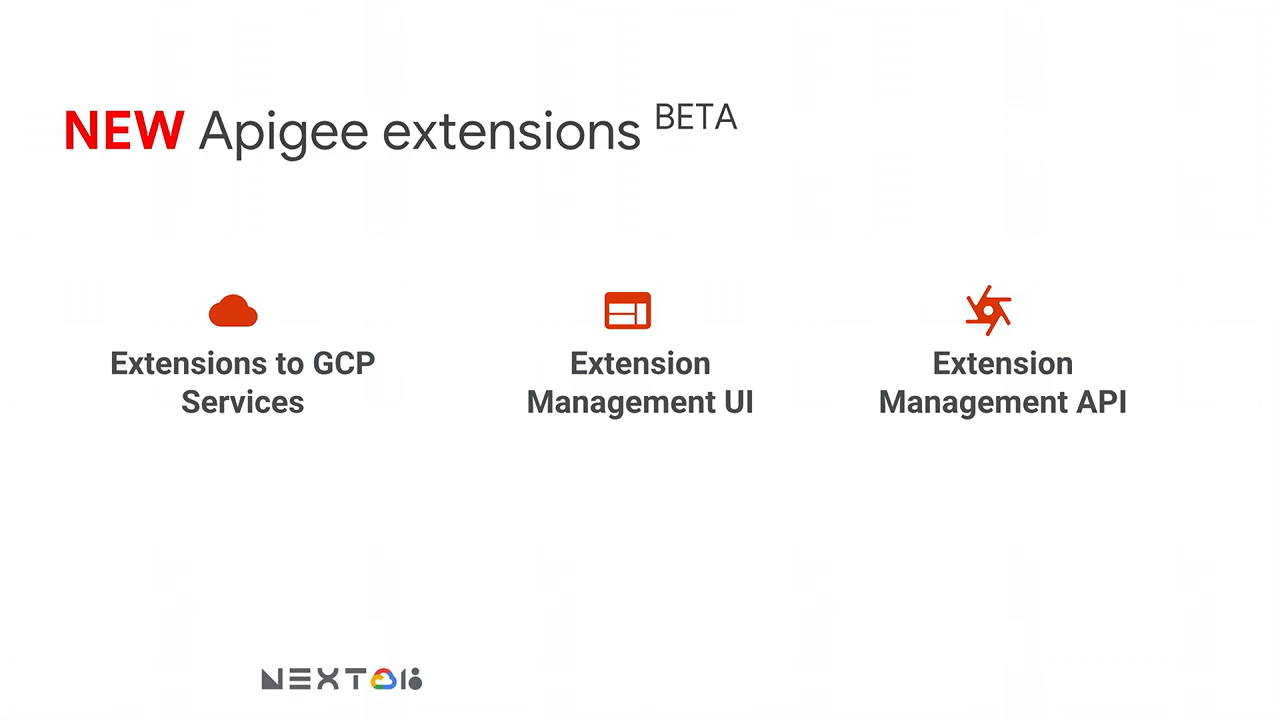 NEW Apigee extensions BETA
Extensions to GCP
Services
Extension
Management UI
Extension
Management API
NEXT 18